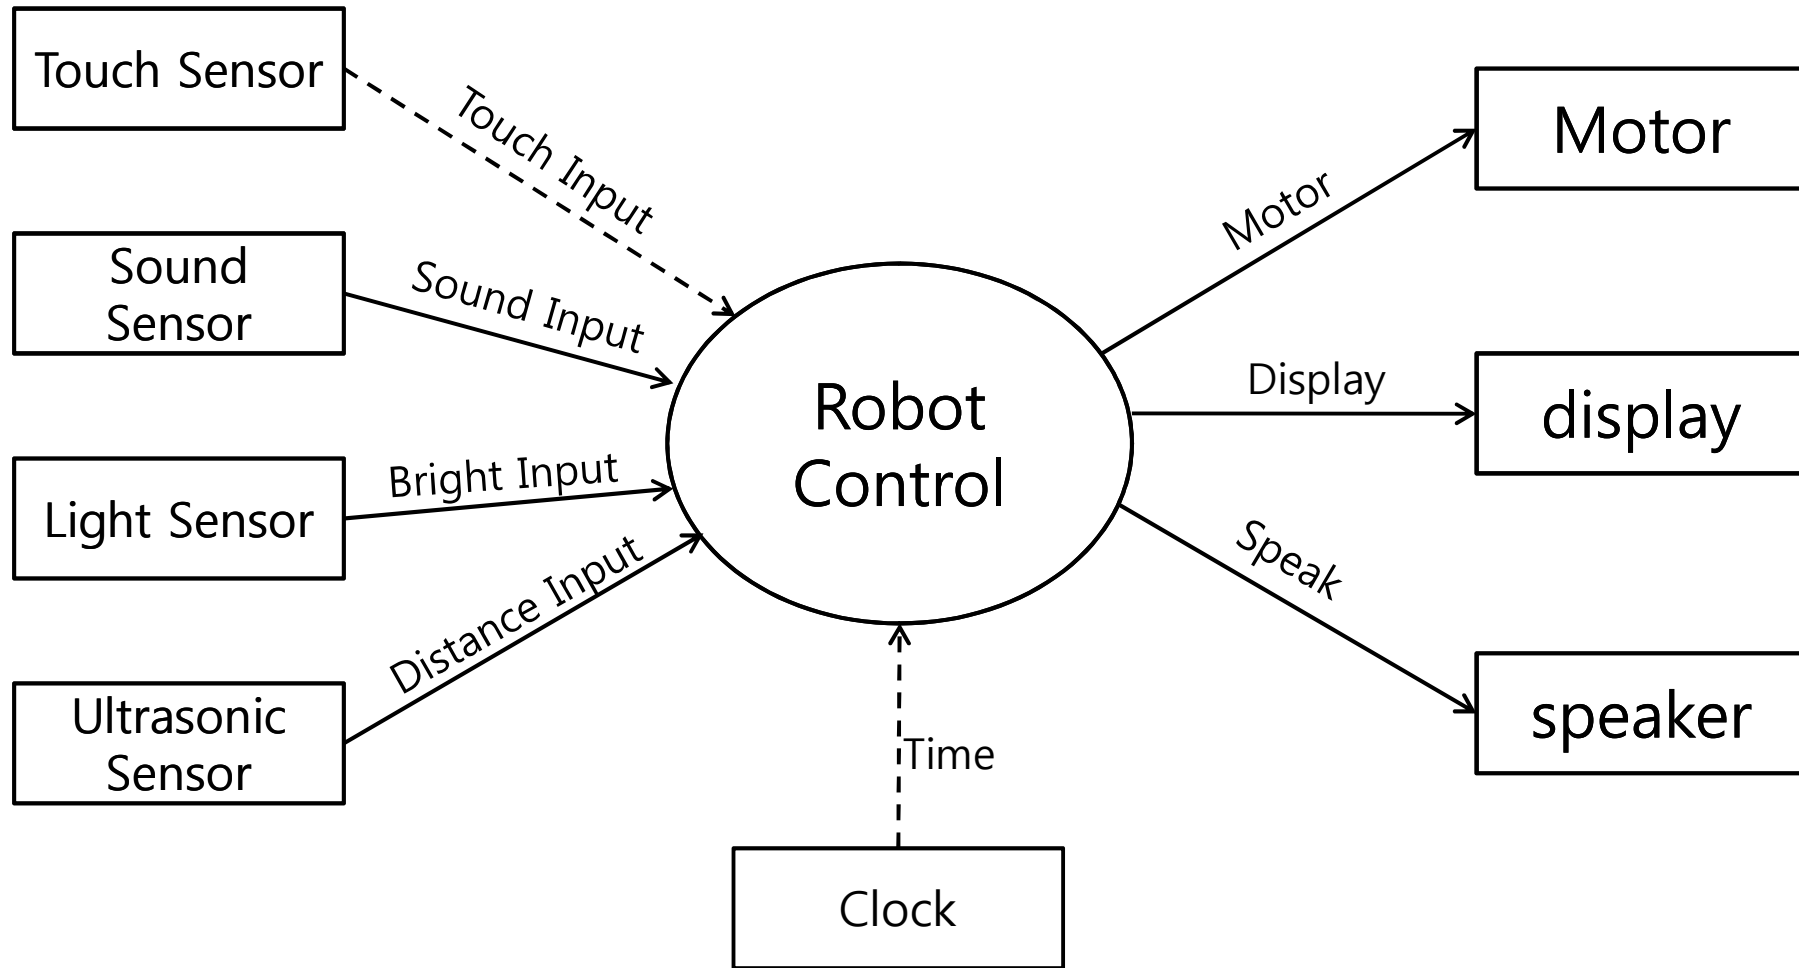 Touch Sensor
Touch Input
Motor
Motor
Sound
Sensor
Sound Input
Robot
Control
Display
display
Light Sensor
Bright Input
Distance Input
Speak
Ultrasonic
Sensor
speaker
Time
Clock